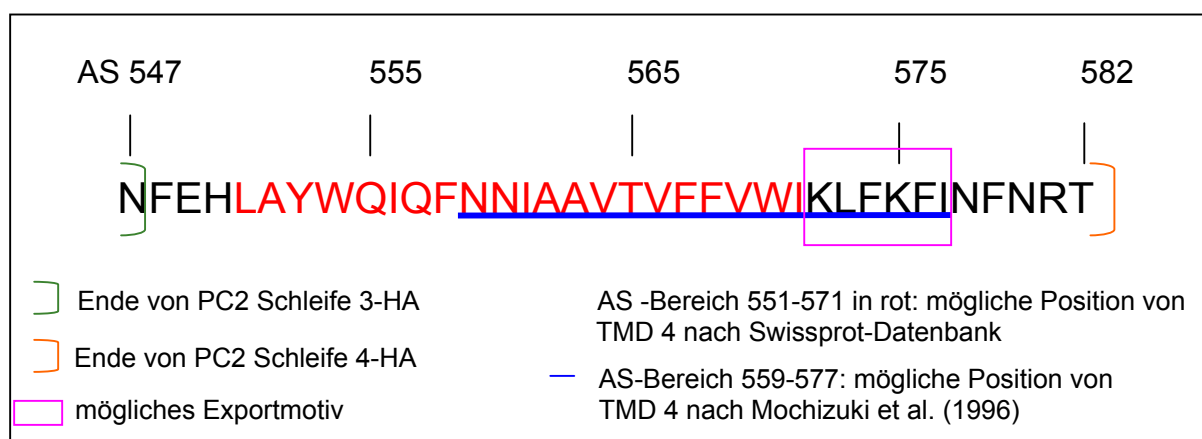 AS 547 555 565 575 582
NFEHLAYWQIQFNNIAAVTVFFVWIKLFKFINFNRT
Ende von PC2 Schleife 3-HA
Ende von PC2 Schleife 4-HA
mögliches Exportmotiv
AS -Bereich 551-571 in rot: mögliche Position von
TMD 4 nach Swissprot-Datenbank
AS-Bereich 559-577: mögliche Position von
TMD 4 nach Mochizuki et al. (1996)